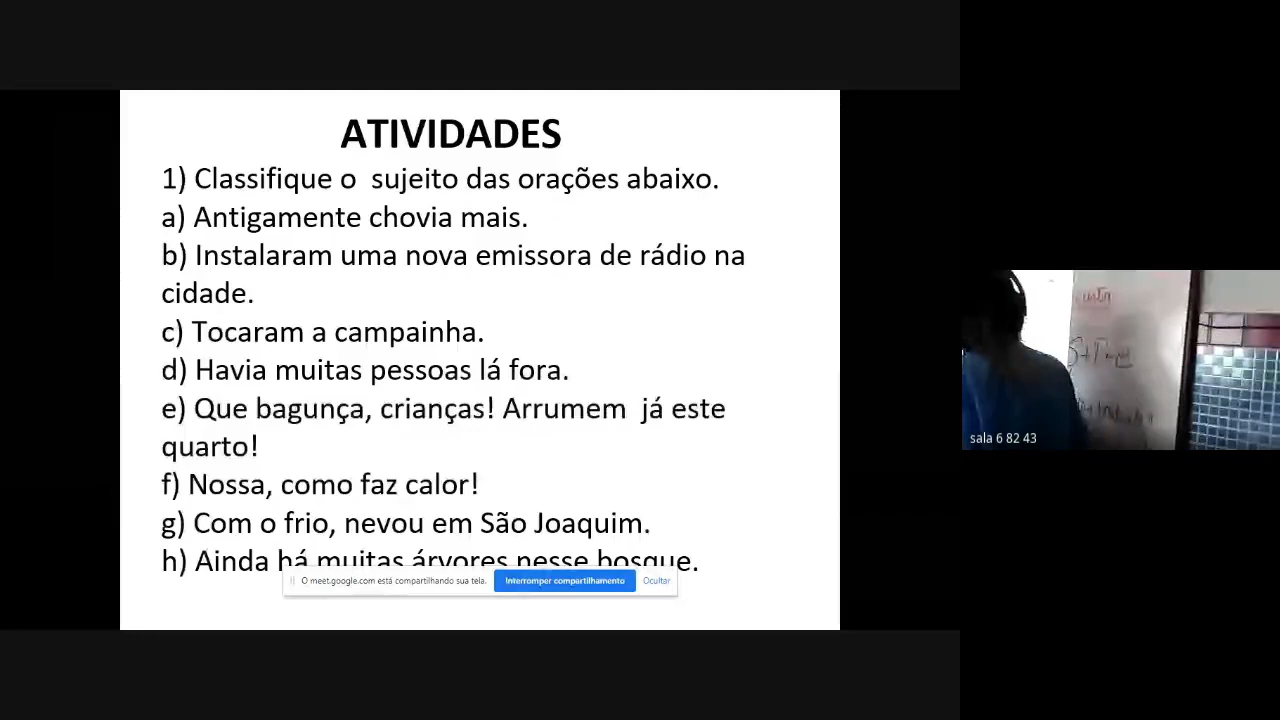 ATIVIDADES
1) Classifique o  sujeito das orações abaixo.
a) Antigamente chovia mais.
b) Instalaram uma nova emissora de rádio na
cidade.
c) Tocaram a campainha.
d) Havia muitas pessoas lá fora.
e) Que bagunça, crianças! Arrumem  já este
quarto!
f) Nossa, como faz calor!
g) Com o frio, nevou em São Joaquim.
h) Ainda há muitas árvores nesse bosque.
O meet.google.com está compartilhando sua tela.
Interromper compartilhamento
Ocultar
sala 6 82 43